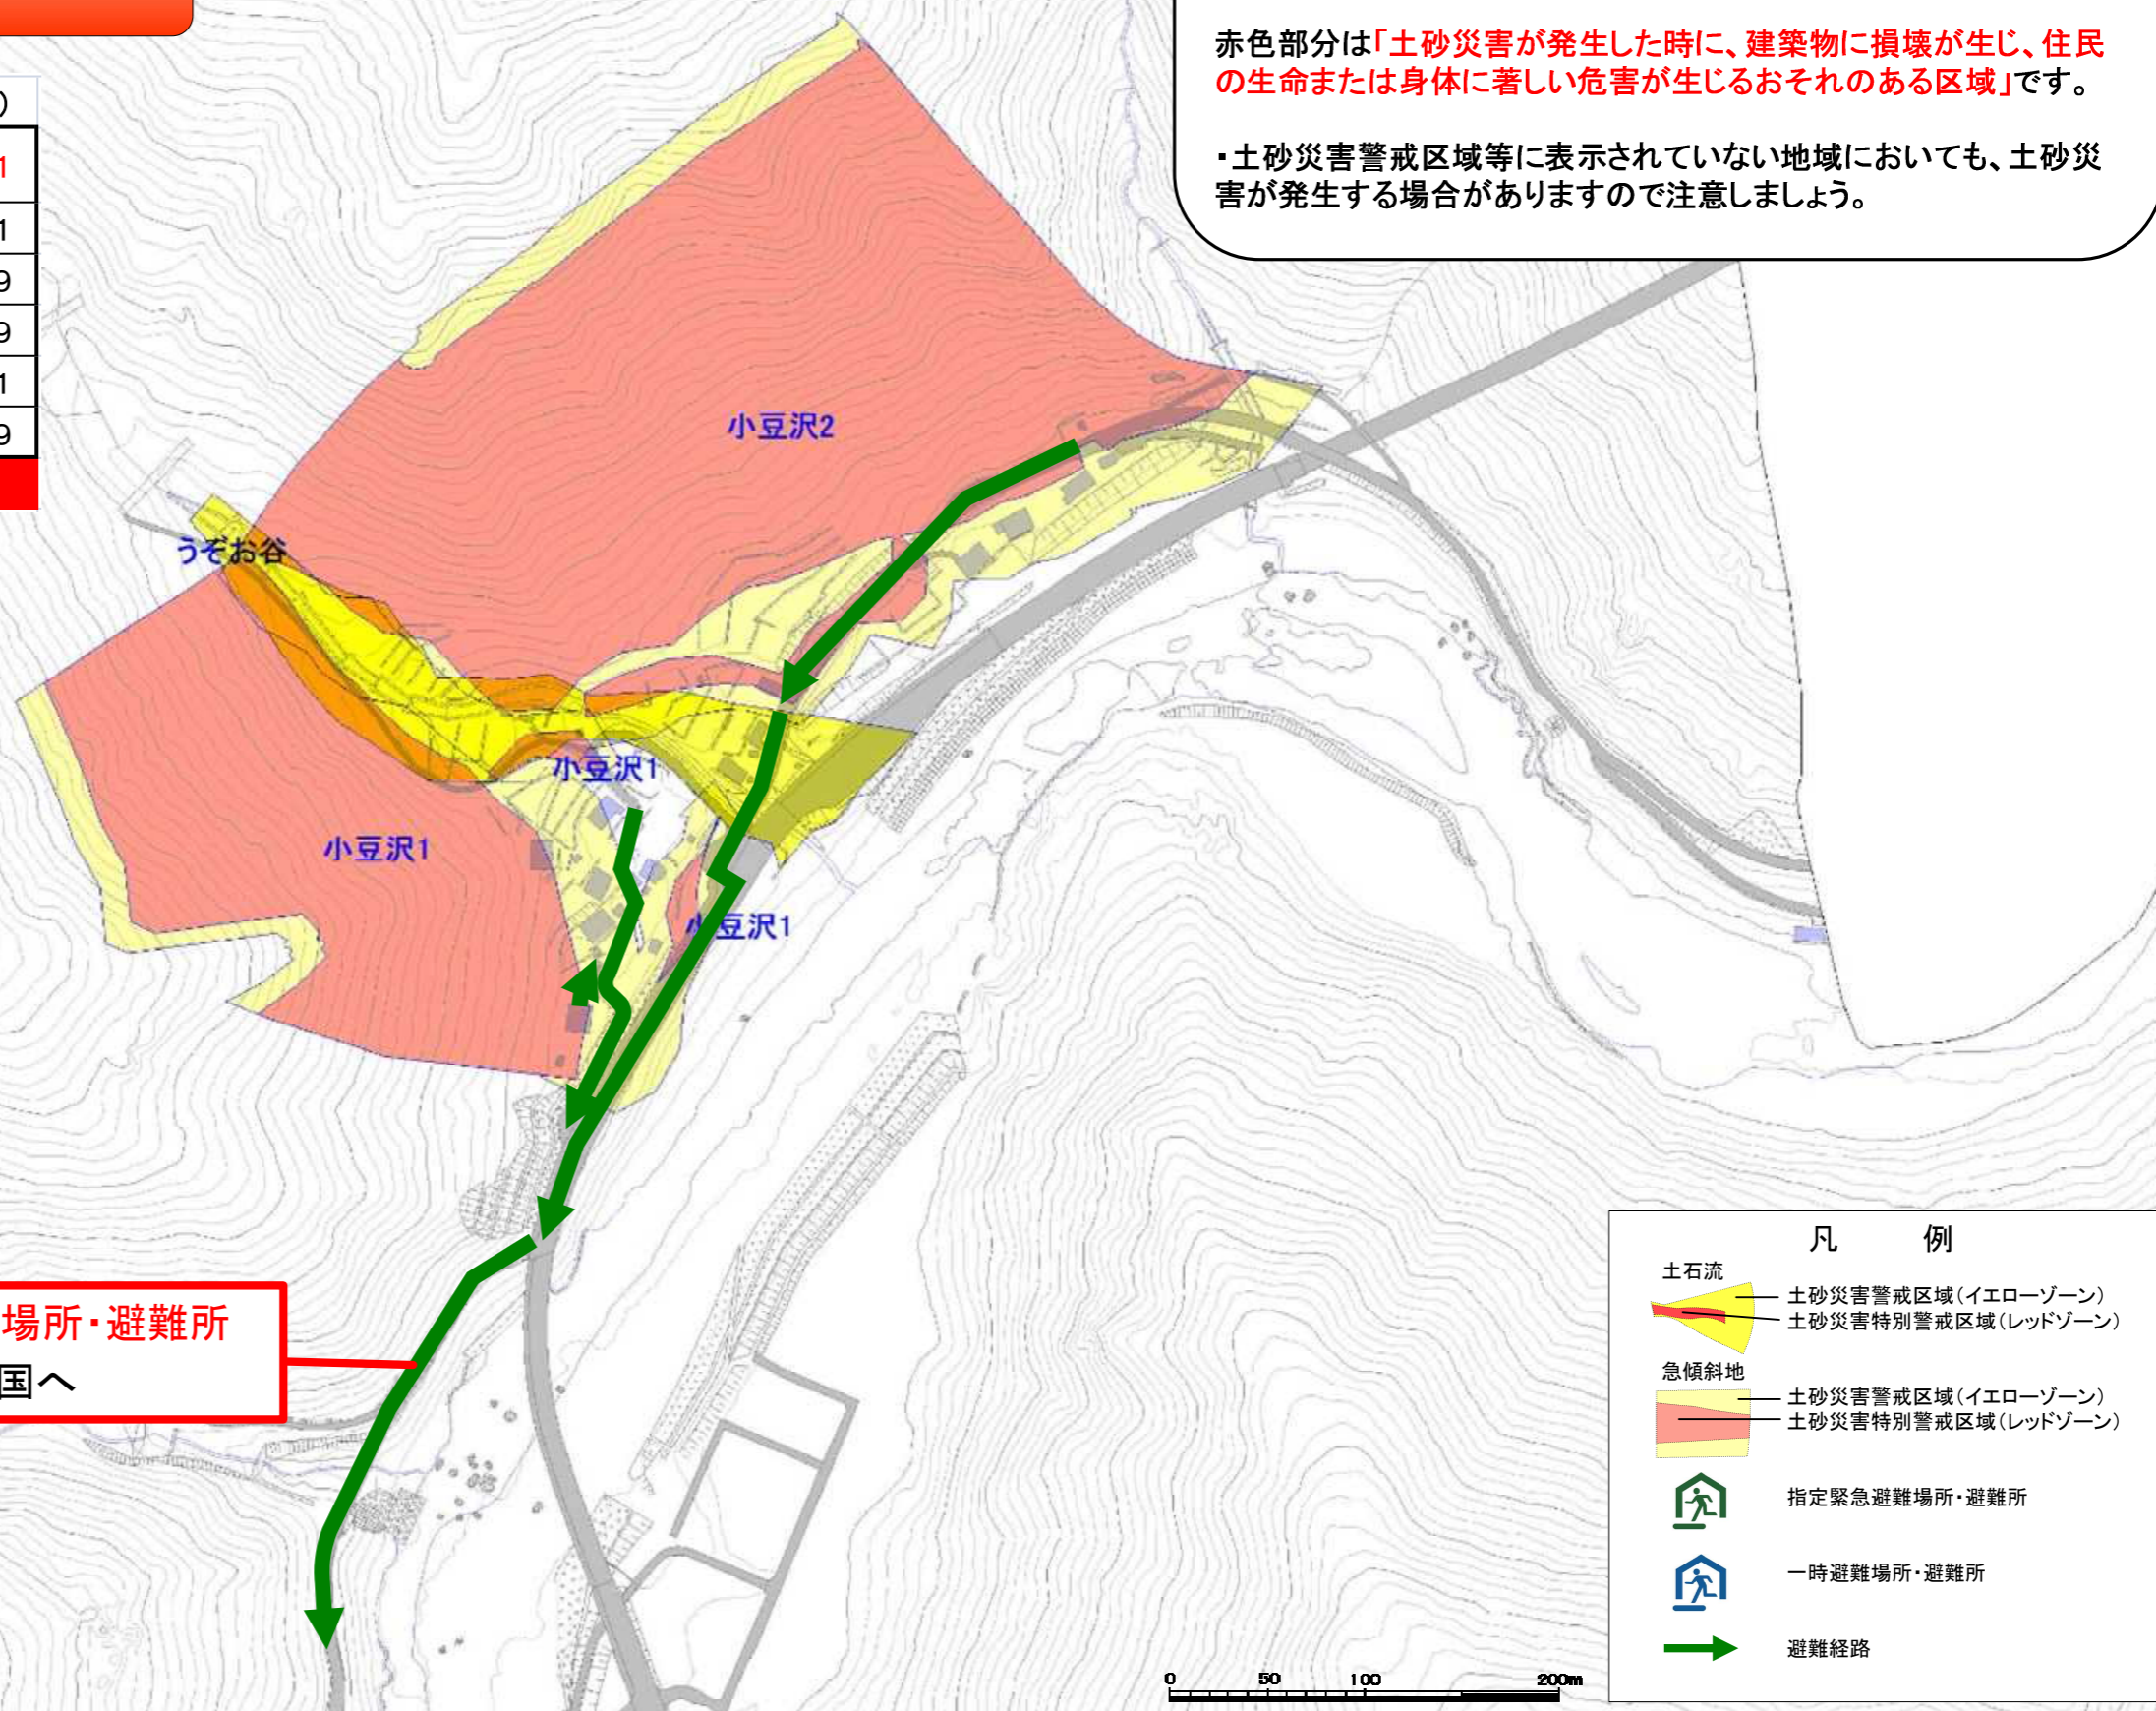 赤色部分は「土砂災害が発生した時に、建築物に損壊が生じ、住民
の生命または身体に著しい危害が生じるおそれのある区域」です。
・土砂災害警戒区域等に表示されていない地域においても、土砂災
害が発生する場合がありますので注意しましょう。
)
1
1
9
9
1
9
小豆沢2
うぞお谷
小豆沢1
小豆沢1
小豆沢1
場所・避難所
国へ
凡 例
土石流
土砂災害警戒区域(イエローゾーン)
土砂災害特別警戒区域(レッドゾーン)
急傾斜地
土砂災害警戒区域(イエローゾーン)
土砂災害特別警戒区域(レッドゾーン)
指定緊急避難場所・避難所
一時避難場所・避難所
避難経路
0 50 100 200m